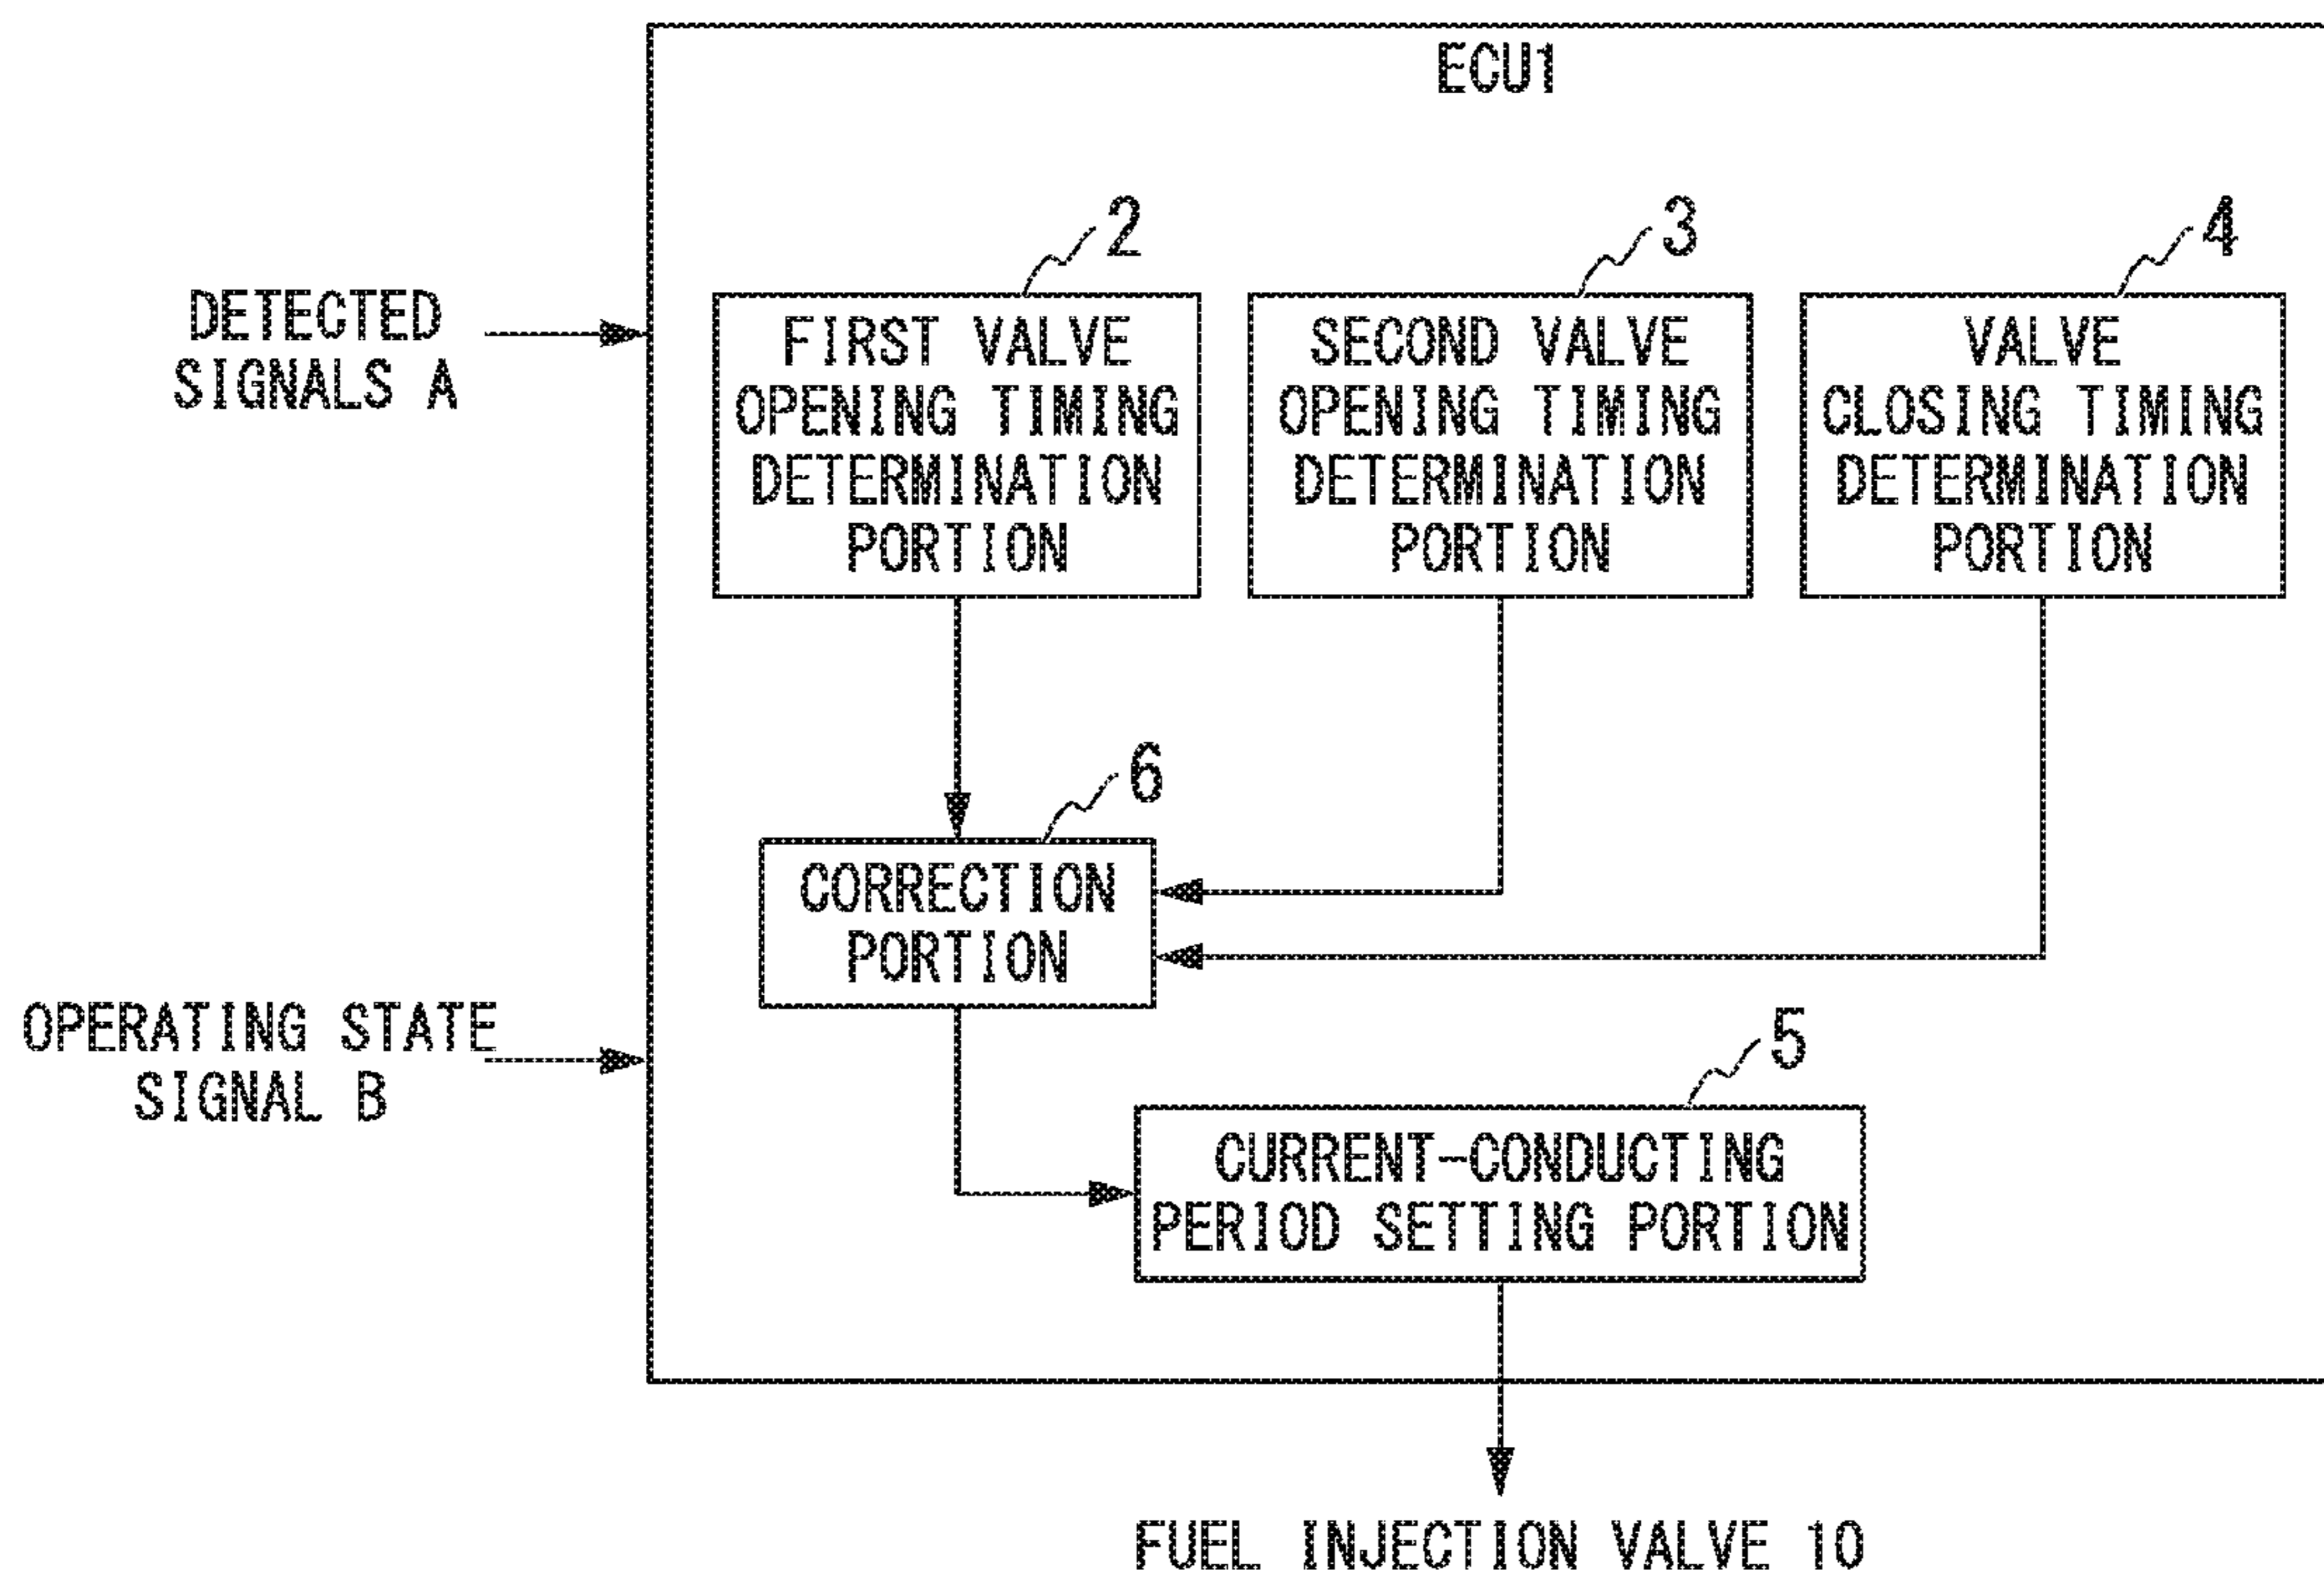 ECU1
2
3
4
DETECTED
SIGNALS A
FIRST VALVE
OPENING TIMING
DETERMINATION
PORTION
SECOND VALVE
OPENING TIMING
DETERMINATION
PORTION
VALVE
CLOSING TIMING
DETERMINATION
PORTION
6
CORRECTION
PORTION
OPERATING STATE
SIGNAL B
5
CURRENT-CONDUCTING
PERIOD SETTING PORTION
FUEL INJECTION VALVE 10